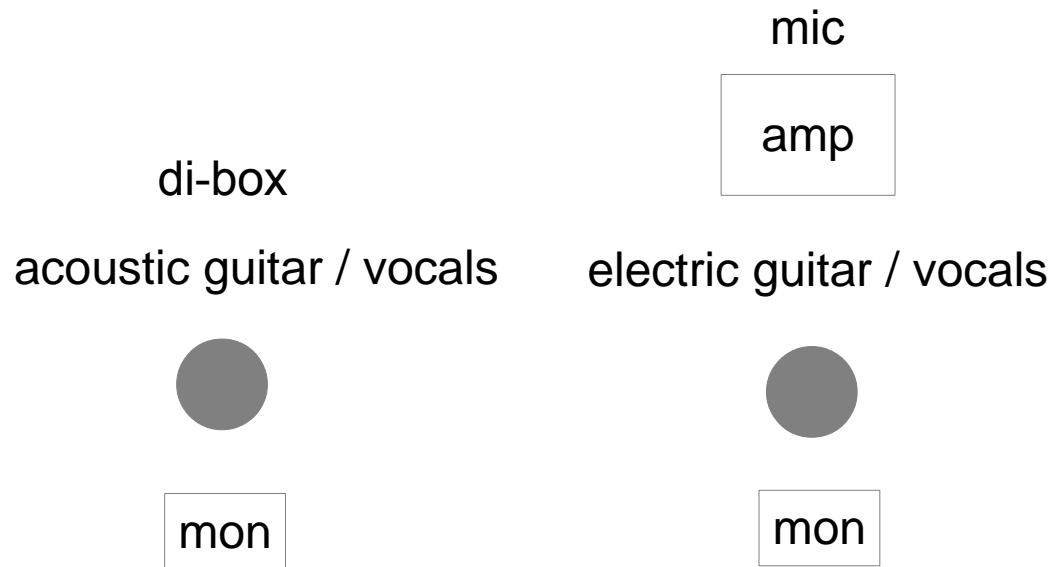 mic
amp
di-box
acoustic guitar / vocals
electric guitar / vocals
mon
mon